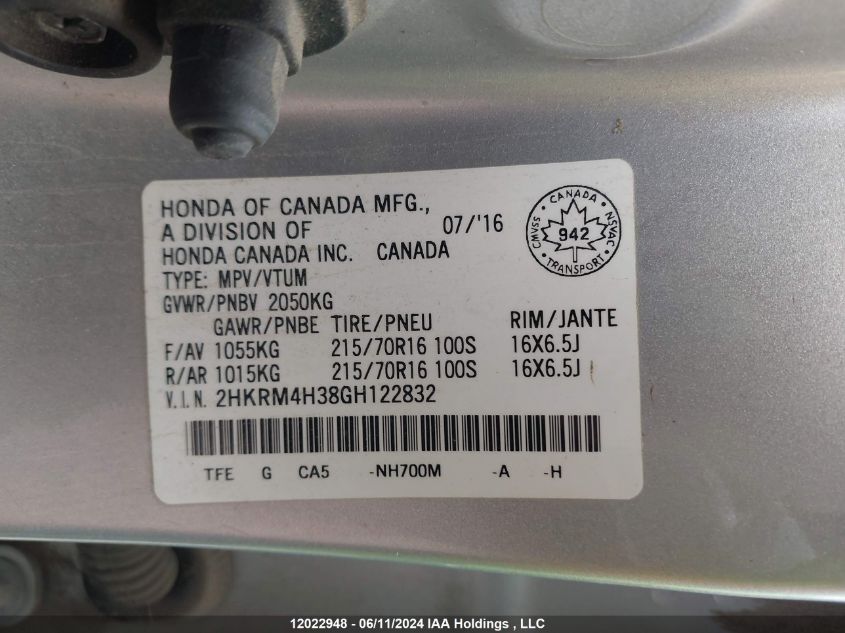 HONDA OF CANADA MFG.,
A DIVISION OF 07/'16
HONDA CANADA INC. CANADA
TYPE: MPV/VTUM
GVWR/PNBV 2050KG
GAWR/PNBE TIRE/PNEU RIM/JANTE
F/AV 1055KG 215/70R16 100S 16X6.5J
R/AR 1015KG 215/70R16 100S 16X6.5J
V.I.N. 2HKRM4H38GH122832
TFE G CA5 -NH700M -A -H
CANADA
CMVSS 942 NSVAC
TRANSPORT
12022948 - 06/11/2024 IAA Holdings , LLC